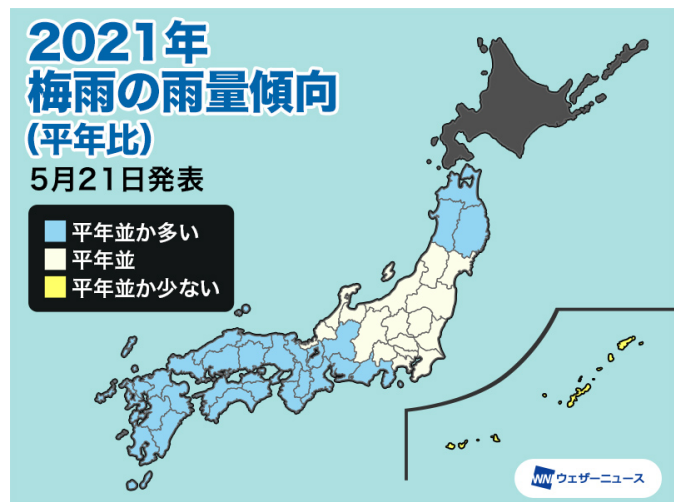 2021年
梅雨の雨量傾向
(平年比)
5月21日発表
平年並か多い
平年並
平年並か少ない
WNI ウェザーニュース